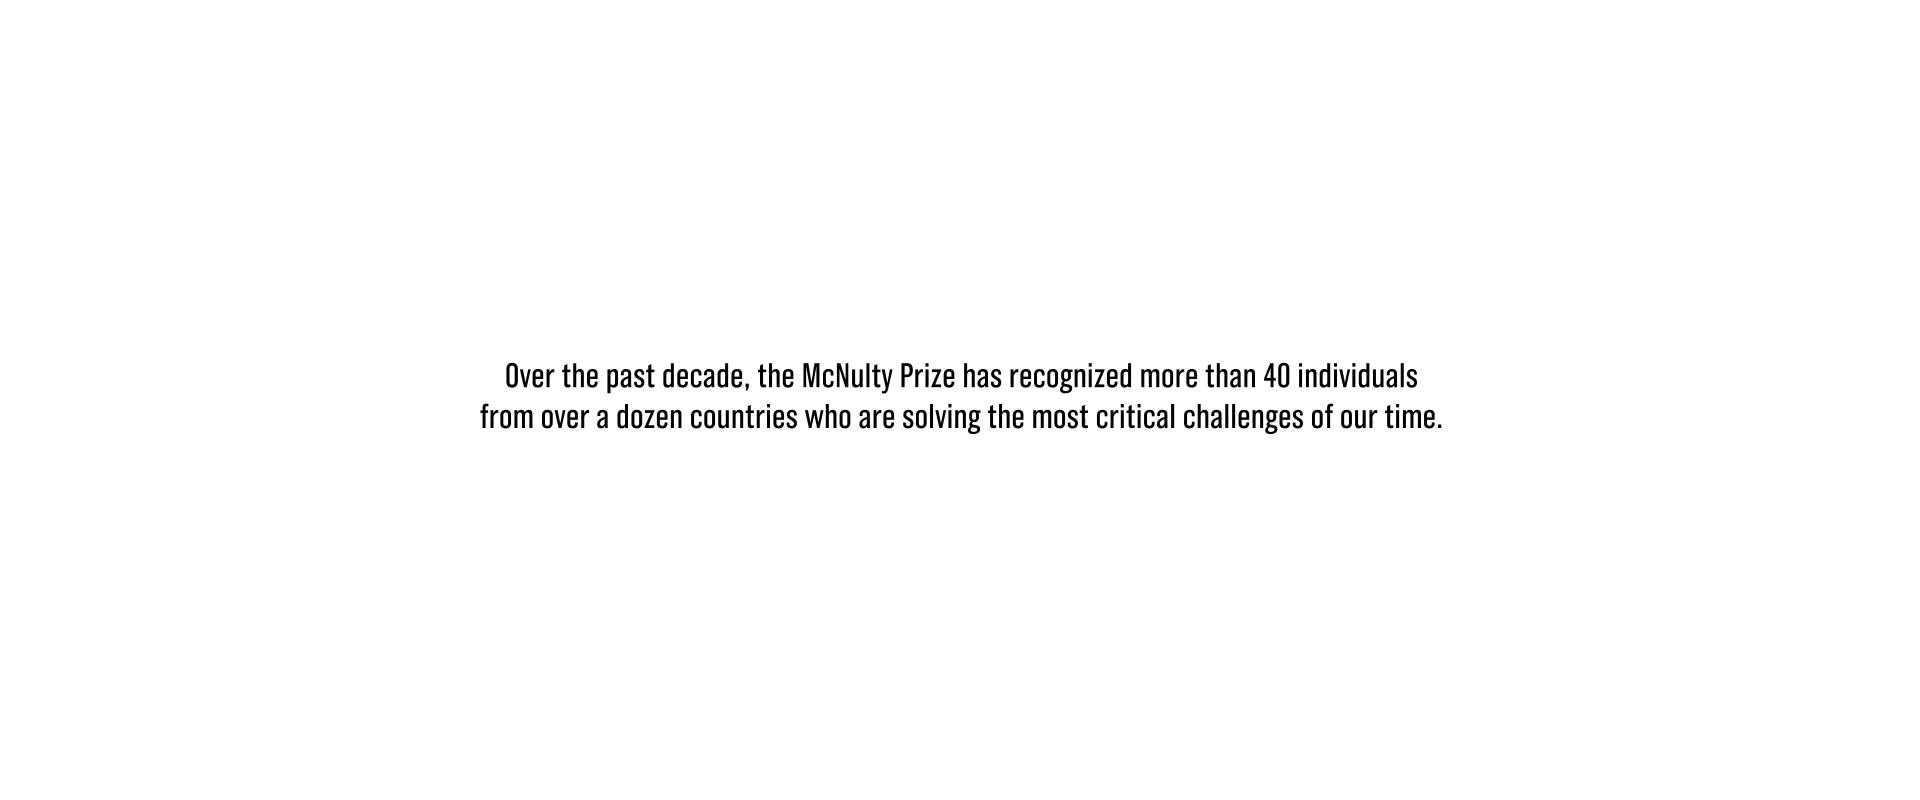 Over the past decade, the McNulty Prize has recognized more than 40 individuals
from over a dozen countries who are solving the most critical challenges of our time.